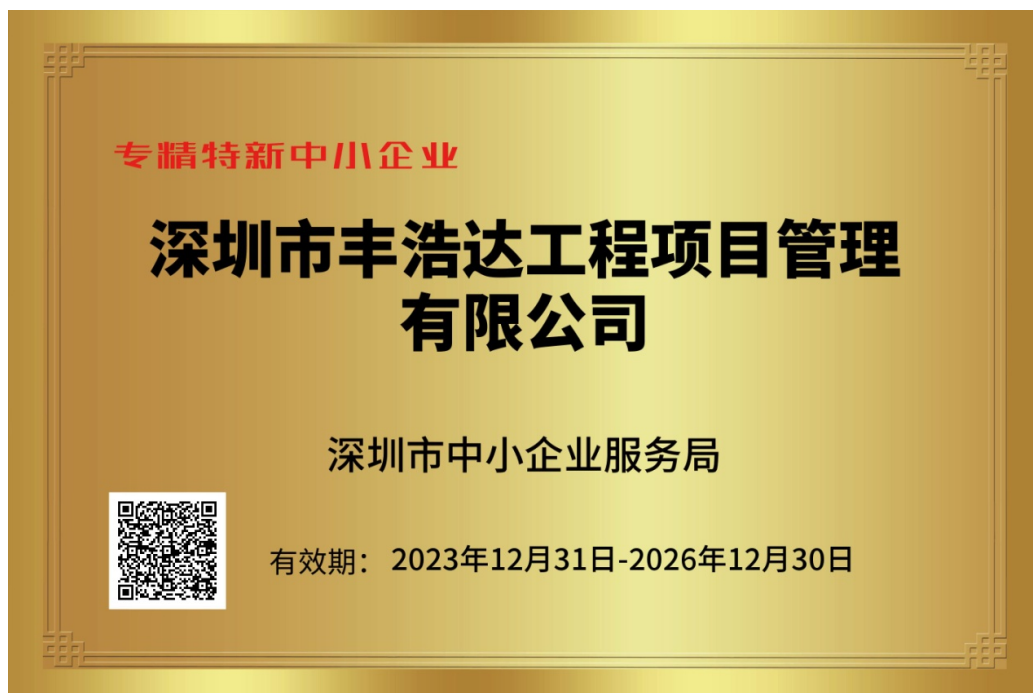 专精特新中小企业
深圳市丰浩达工程项目管理
有限公司
深圳市中小企业服务局
有效期：2023年12月31日-2026年12月30日